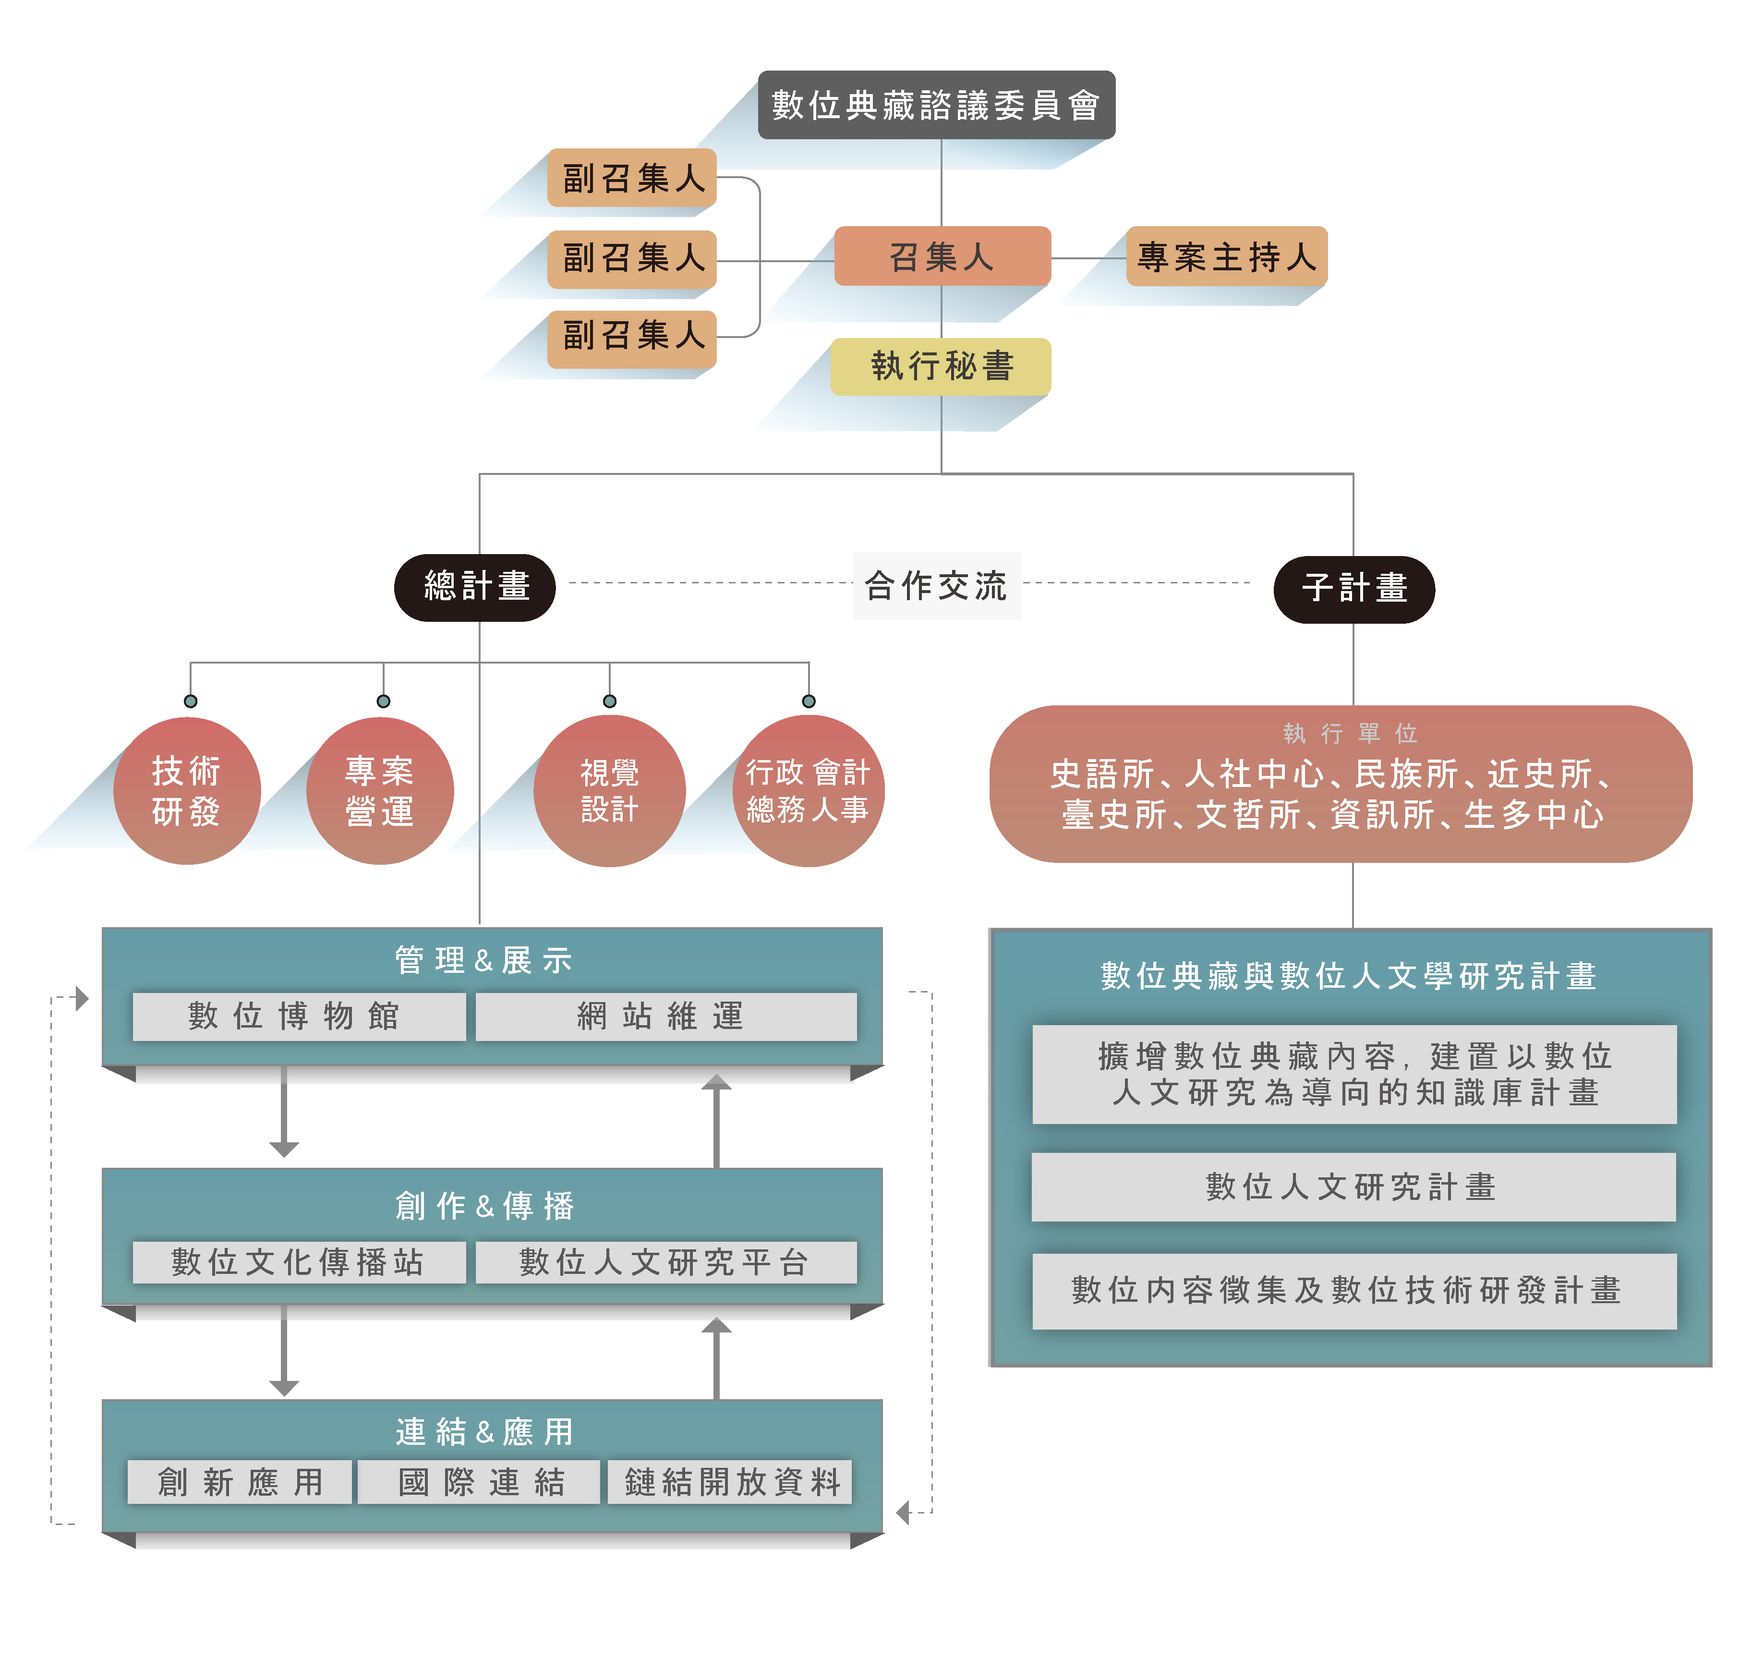 數位典藏諮議委員會
副召集人
副召集人
召集人
專案主持人
副召集人
執行秘書
總計畫
合作交流
子計畫
技術
研發
專案
營運
視覺
設計
行政 會計
總務 人事
執行單位
史語所、人社中心、民族所、近史所、
臺史所、文哲所、資訊所、生多中心
管理&展示
數位博物館
網站維運
創作&傳播
數位文化傳播站
數位人文研究平台
連結&應用
創新應用
國際連結
鏈結開放資料
數位典藏與數位人文學研究計畫
擴增數位典藏內容,建置以數位
人文研究為導向的知識庫計畫
數位人文研究計畫
數位內容徵集及數位技術研發計畫